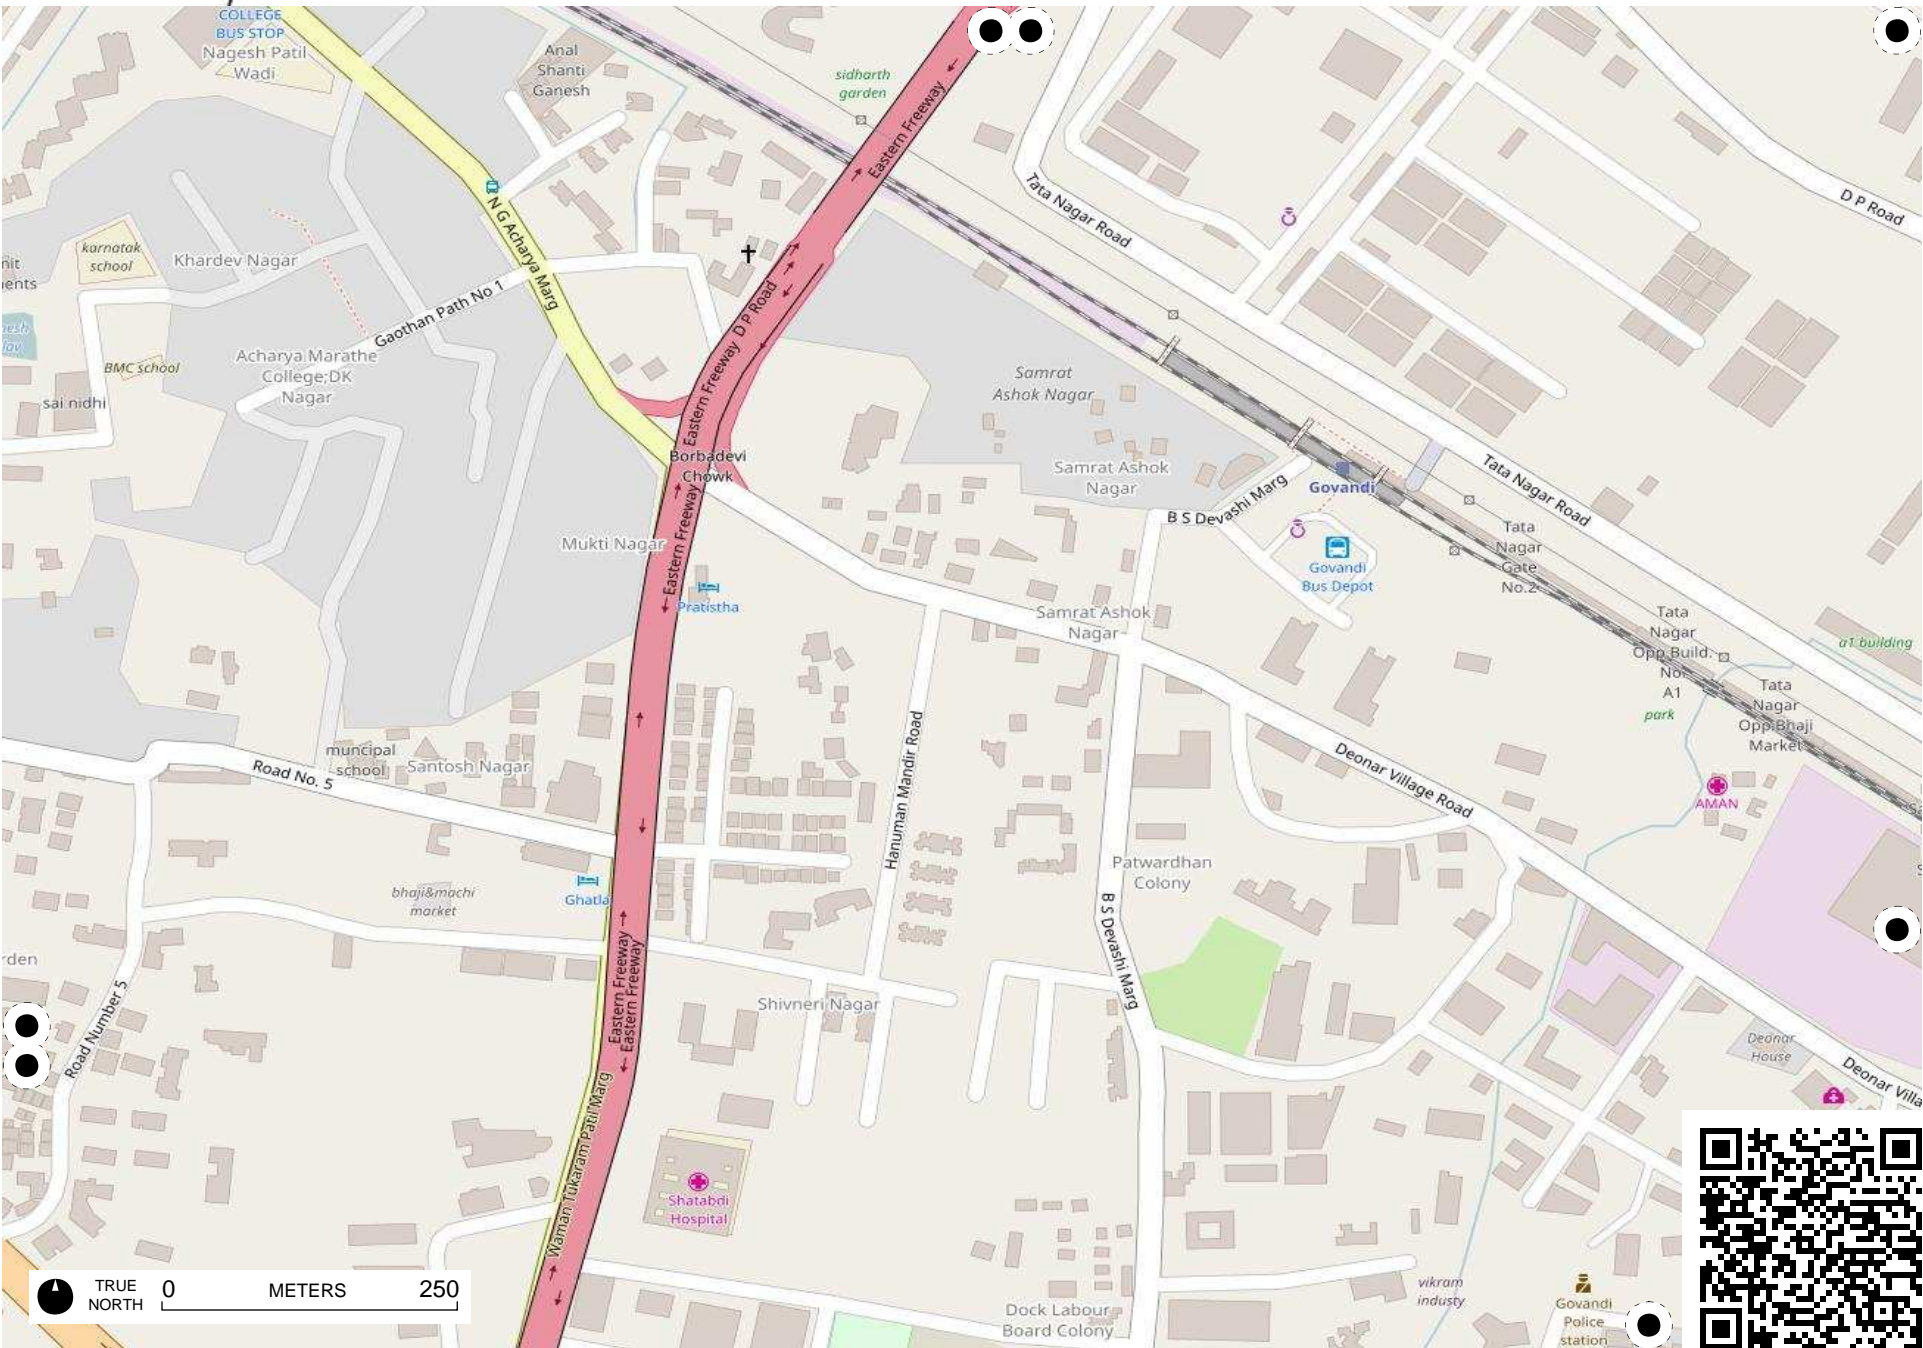 COLLEGE
BUS STOP
Nagesh Patil
Wadi
Anal
Shanti
Ganesh
sidharth
garden
Eastern Freeway
Tata Nagar Road
D P Road
N G Acharya Marg
karnatak
school
Khardev Nagar
Gaothan Path No 1
D P Road
Eastern Freeway
Eastern Freeway
BMC school
sai nidhi
Acharya Marathe
College;DK
Nagar
Samrat
Ashok Nagar
Borbadevi
Chowk
Samrat Ashok
Nagar
B S Devashi Marg
Govandi
Tata Nagar Road
Eastern Freeway
Mukti Nagar
Pratistha
Govandi
Bus Depot
Tata
Nagar
Gate
No.2
Samrat Ashok
Nagar
Tata
Nagar
Opp Build.
No.
A1
a1 building
park
Tata
Nagar
Opp Bhaji
Market
Road No. 5
muncipal
school
Santosh Nagar
Hanuman Mandir Road
Deonar Village Road
AMAN
Patwardhan
Colony
bhaji&machi
market
Ghatla
B S Devashi Marg
rden
Road Number 5
Eastern Freeway
Eastern Freeway
Shivneri Nagar
Deonar
House
Deonar Villa
Waman Tukaram Patil Marg
Shatabdi
Hospital
Dock Labour
Board Colony
vikram
industy
Govandi
Police
station
TRUE
NORTH
0 METERS 250